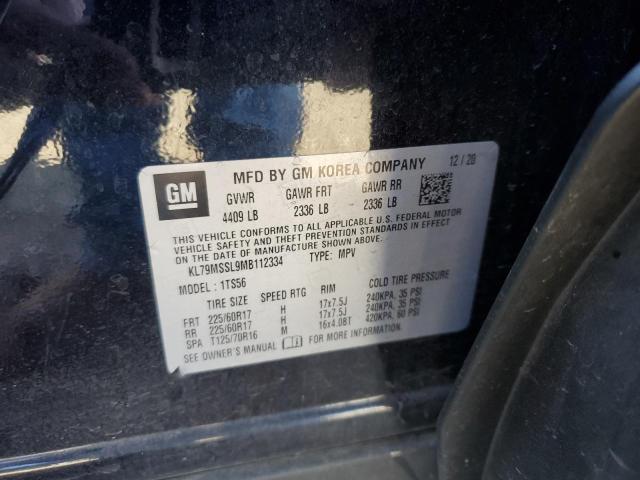 GM
MFD BY GM KOREA COMPANY 12/20
GVWR GAWR FRT GAWR RR
4409 LB 2336 LB - 2336 LB
THIS VEHICLE CONFORMS TO ALL APPLICABLE U.S. FEDERAL MOTOR
VEHICLE SAFETY AND THEFT PREVENTION STANDARDS IN EFFECT
ON THE DATE OF MANUFACTURE SHOWN ABOVE.
KL79MSSL9MB112334 TYPE: MPV
MODEL: 1TS56
TIRE SIZE SPEED RTG RIM COLD TIRE PRESSURE
FRT 225/60R17 H 17x7.5J 240KPA, 35 PSI
RR 225/60R17 H 17x7.5J 240KPA, 35 PSI
SPA T125/70R16 M 16x4.0BT 420KPA, 60 PSI
SEE OWNER'S MANUAL FOR MORE INFORMATION.